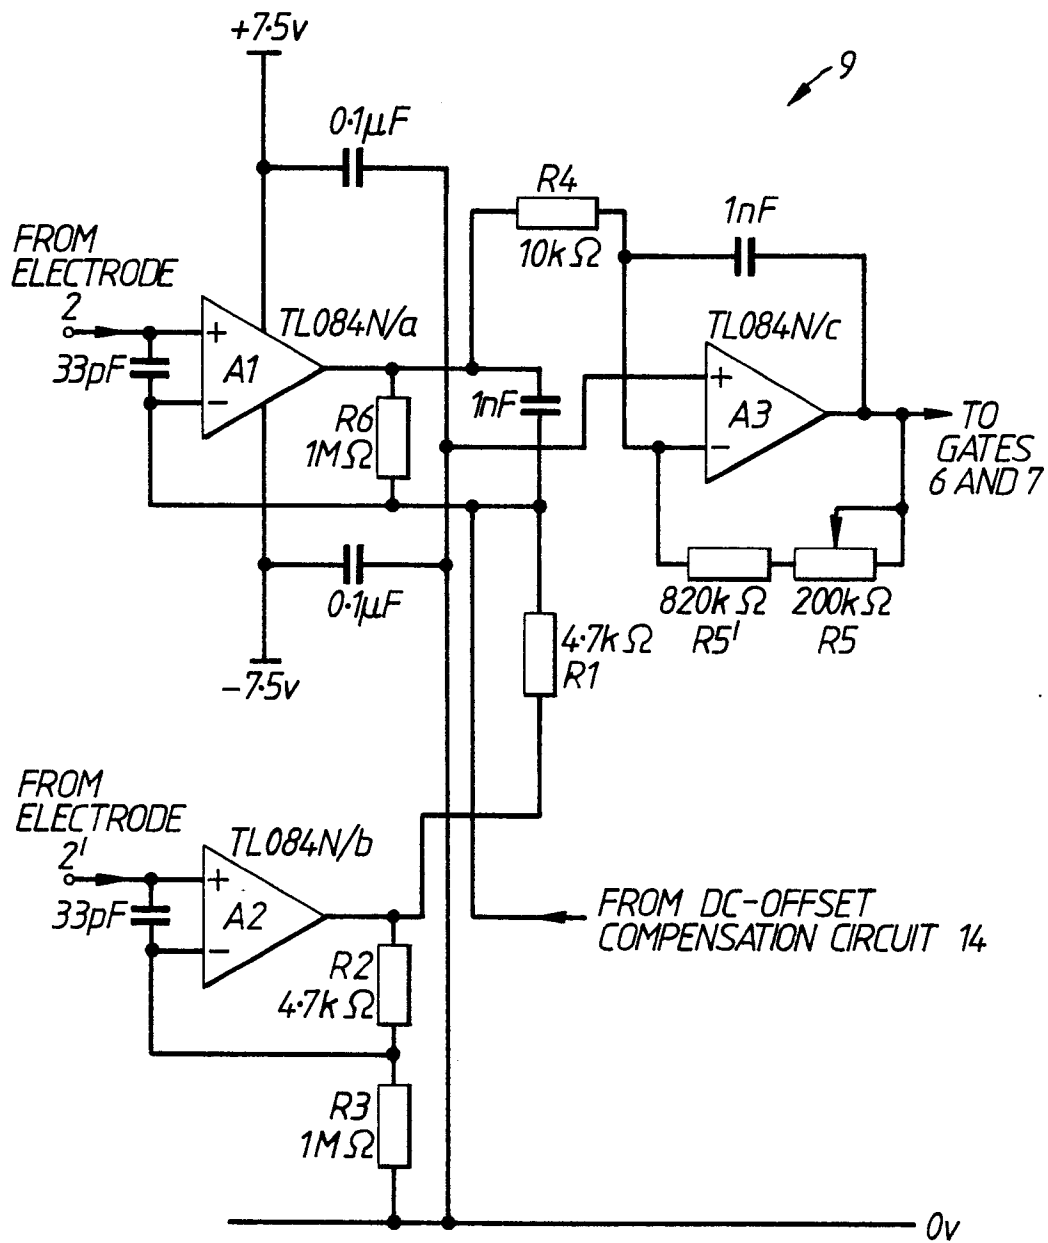 +7·5v
9
0·1µF
R4
10kΩ
1nF
FROM
ELECTRODE
2
33pF
+
−
A1
TL084N/a
TL084N/c
+
−
A3
R6
1MΩ
1nF
TO
GATES
6 AND 7
0·1µF
820kΩ
R5'
200kΩ
R5
4·7kΩ
R1
−7·5v
FROM
ELECTRODE
2'
33pF
TL084N/b
+
−
A2
FROM DC-OFFSET
COMPENSATION CIRCUIT 14
R2
4·7kΩ
R3
1MΩ
0v